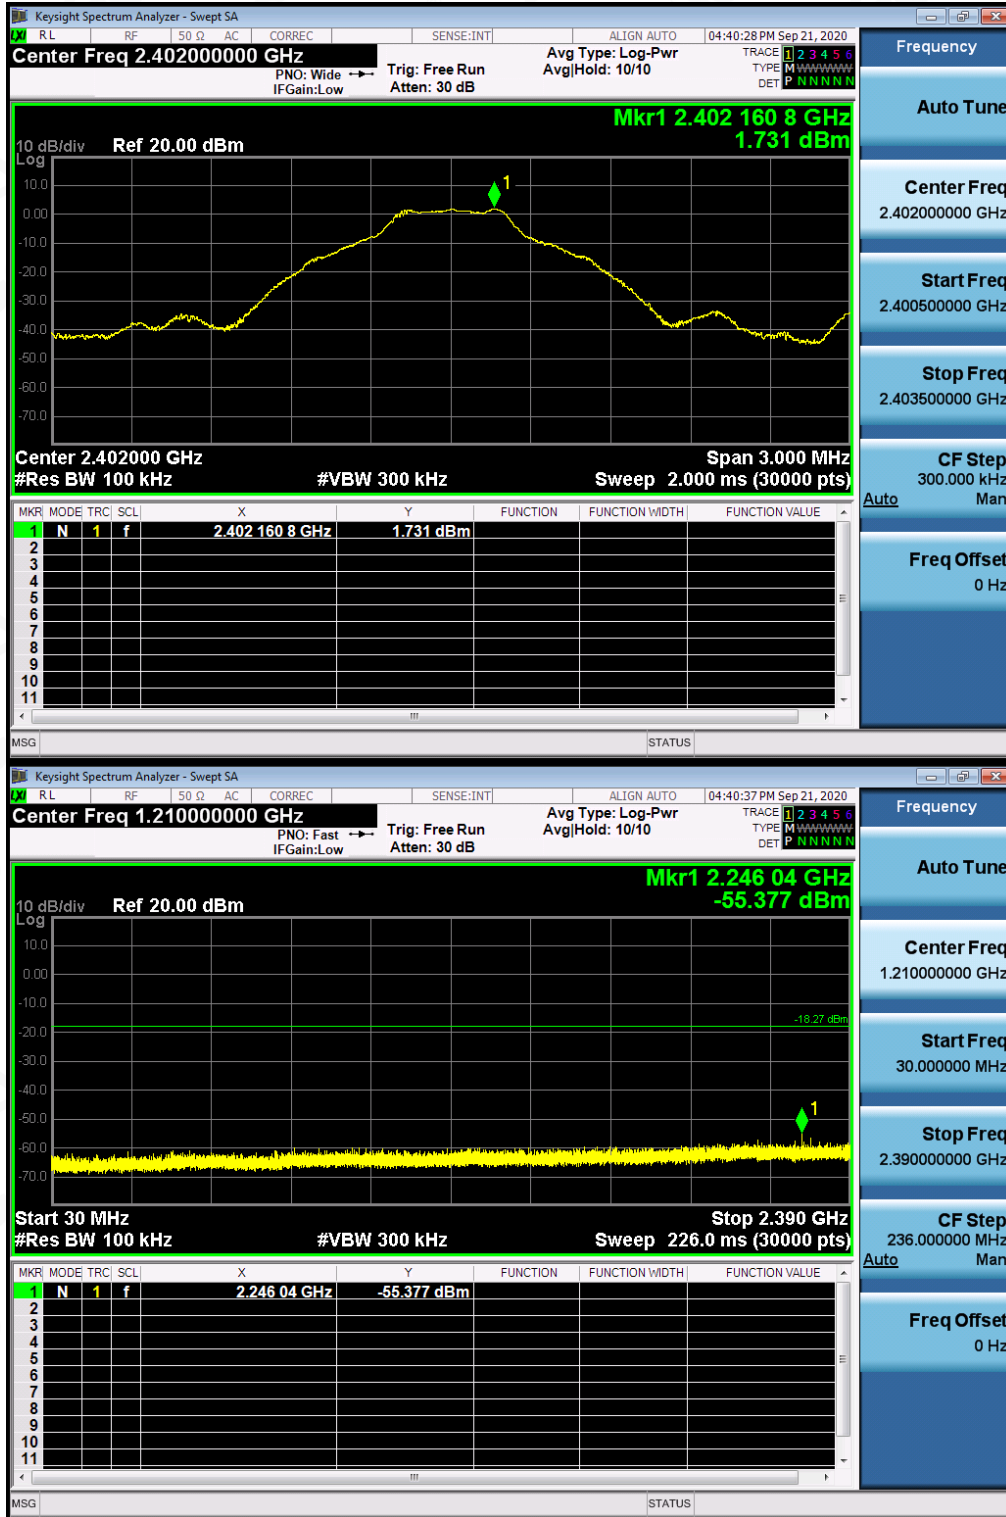 Keysight Spectrum Analyzer - Swept SA
LXI RL RF 50 Ω AC CORREC SENSE:INT ALIGN AUTO 04:40:28 PM Sep 21, 2020
Center Freq 2.402000000 GHz
PNO: Wide
IFGain:Low
Trig: Free Run
Atten: 30 dB
Avg Type: Log-Pwr
Avg|Hold: 10/10
TRACE 1 2 3 4 5 6
TYPE M WWWWW
DET P N N N N N
Mkr1 2.402 160 8 GHz
1.731 dBm
10 dB/div Ref 20.00 dBm
Log
10.0
0.00
-10.0
-20.0
-30.0
-40.0
-50.0
-60.0
-70.0
1
Center 2.402000 GHz Span 3.000 MHz
#Res BW 100 kHz #VBW 300 kHz Sweep 2.000 ms (30000 pts)
MKR MODE TRC SCL X Y FUNCTION FUNCTION WIDTH FUNCTION VALUE
1 N 1 f 2.402 160 8 GHz 1.731 dBm
2
3
4
5
6
7
8
9
10
11
MSG STATUS
Frequency
Auto Tune
Center Freq
2.402000000 GHz
Start Freq
2.400500000 GHz
Stop Freq
2.403500000 GHz
CF Step
300.000 kHz
Auto Man
Freq Offset
0 Hz
Keysight Spectrum Analyzer - Swept SA
LXI RL RF 50 Ω AC CORREC SENSE:INT ALIGN AUTO 04:40:37 PM Sep 21, 2020
Center Freq 1.210000000 GHz
PNO: Fast
IFGain:Low
Trig: Free Run
Atten: 30 dB
Avg Type: Log-Pwr
Avg|Hold: 10/10
TRACE 1 2 3 4 5 6
TYPE M WWWWW
DET P N N N N N
Mkr1 2.246 04 GHz
-55.377 dBm
10 dB/div Ref 20.00 dBm
Log
10.0
0.00
-10.0
-20.0
-30.0
-40.0
-50.0
-60.0
-70.0
-18.27 dBm
1
Start 30 MHz Stop 2.390 GHz
#Res BW 100 kHz #VBW 300 kHz Sweep 226.0 ms (30000 pts)
MKR MODE TRC SCL X Y FUNCTION FUNCTION WIDTH FUNCTION VALUE
1 N 1 f 2.246 04 GHz -55.377 dBm
2
3
4
5
6
7
8
9
10
11
MSG STATUS
Frequency
Auto Tune
Center Freq
1.210000000 GHz
Start Freq
30.000000 MHz
Stop Freq
2.390000000 GHz
CF Step
236.000000 MHz
Auto Man
Freq Offset
0 Hz